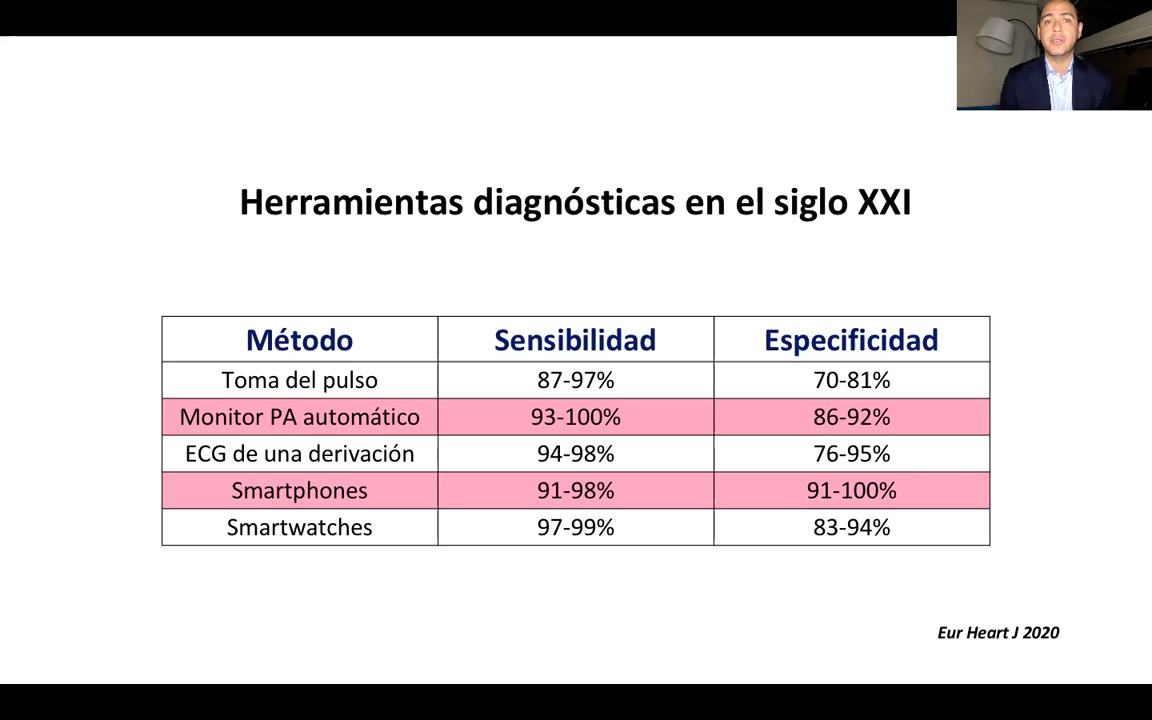 Herramientas diagnósticas en el siglo XXI
Método Sensibilidad Especificidad
Toma del pulso 87-97% 70-81%
Monitor PA automático 93-100% 86-92%
ECG de una derivación 94-98% 76-95%
Smartphones 91-98% 91-100%
Smartwatches 97-99% 83-94%
Eur Heart J 2020